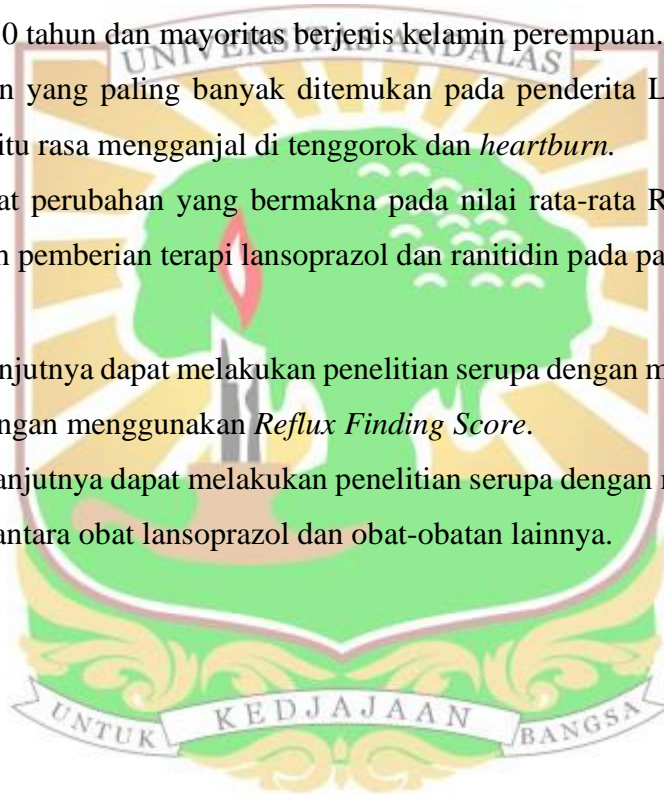 0 tahun dan mayoritas berjenis kelamin perempuan.
UNIVERSITAS ANDALAS
n yang paling banyak ditemukan pada penderita L
itu rasa mengganjal di tenggorok dan heartburn.
at perubahan yang bermakna pada nilai rata-rata R
n pemberian terapi lansoprazol dan ranitidin pada pa
njutnya dapat melakukan penelitian serupa dengan m
ngan menggunakan Reflux Finding Score.
anjutnya dapat melakukan penelitian serupa dengan
antara obat lansoprazol dan obat-obatan lainnya.
UNTUK KEDJAJAAN BANGSA